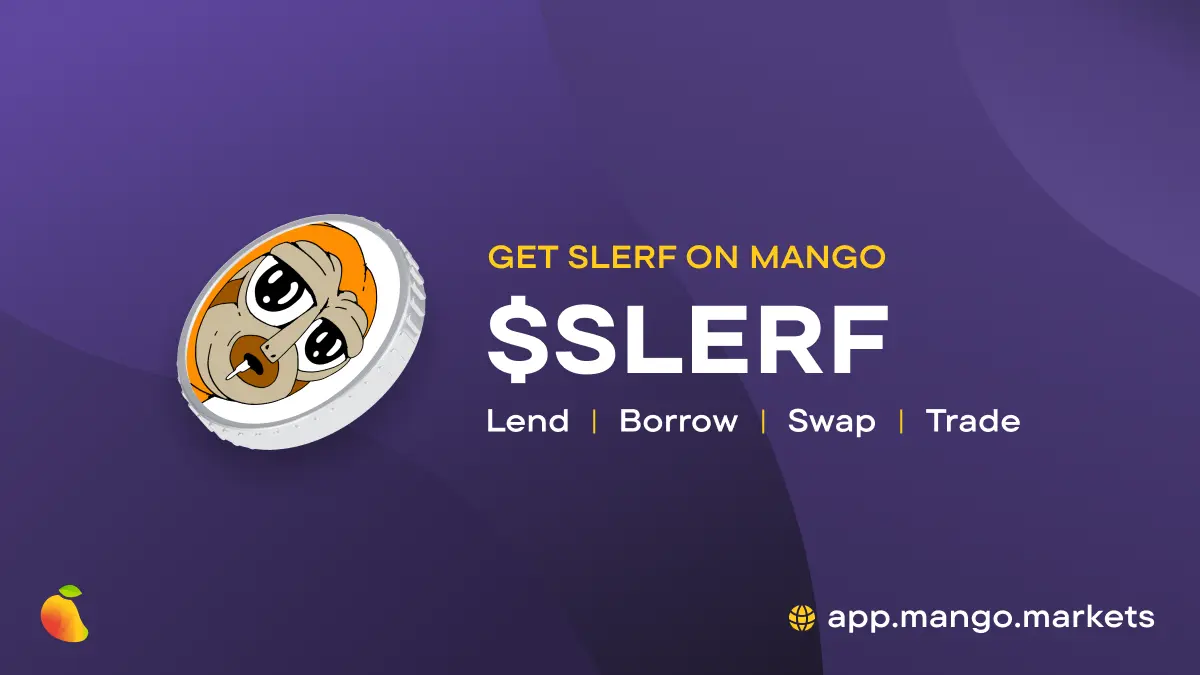 GET SLERF ON MANGO
$SLERF
Lend | Borrow | Swap | Trade
app.mango.markets